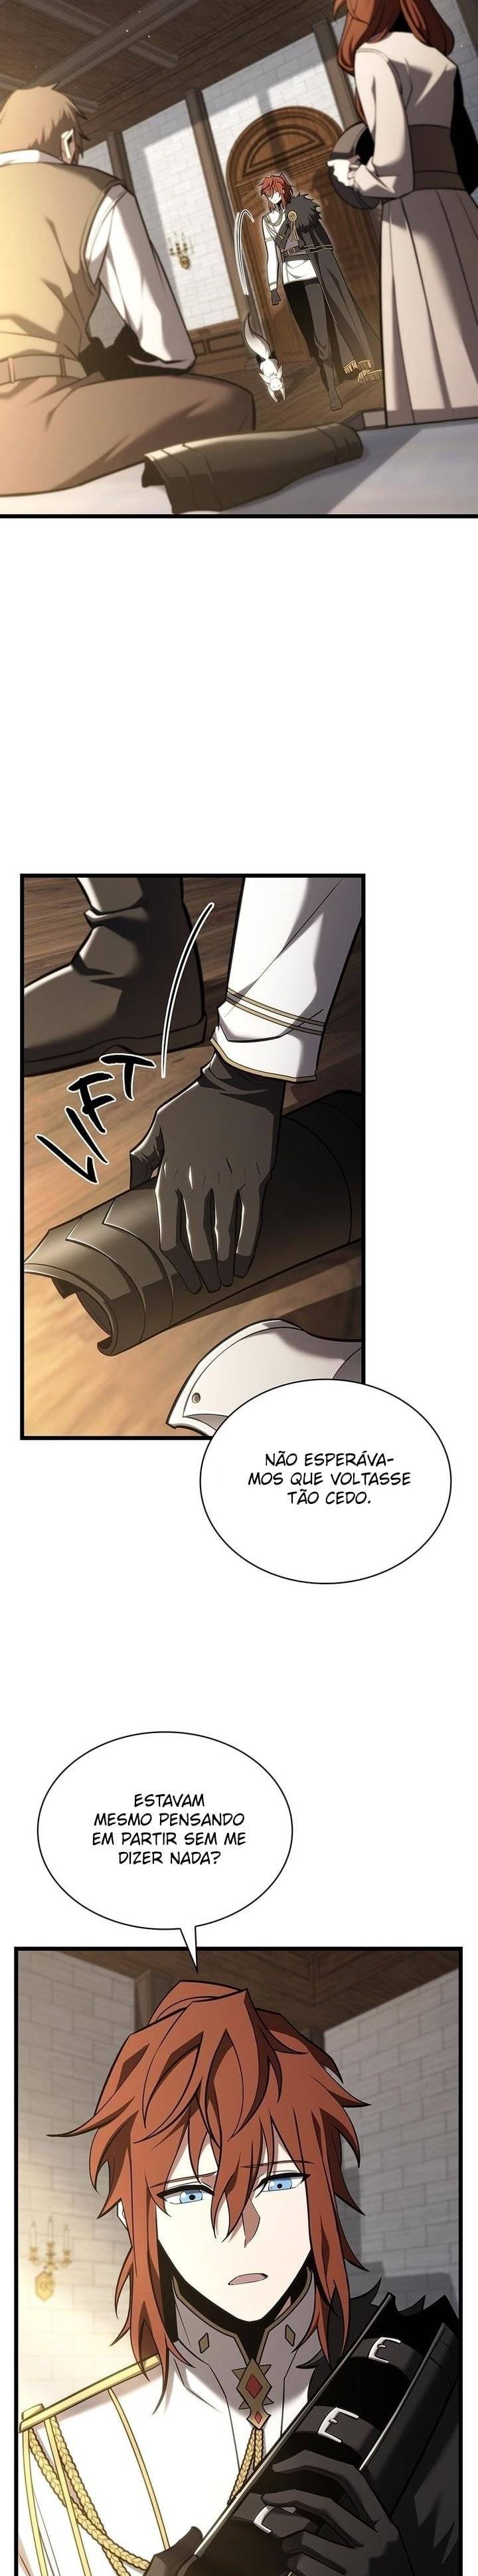 LIFT
NÃO ESPERÁVA-
MOS QUE VOLTASSE
TÃO CEDO.
ESTAVAM
MESMO PENSANDO
EM PARTIR SEM ME
DIZER NADA?